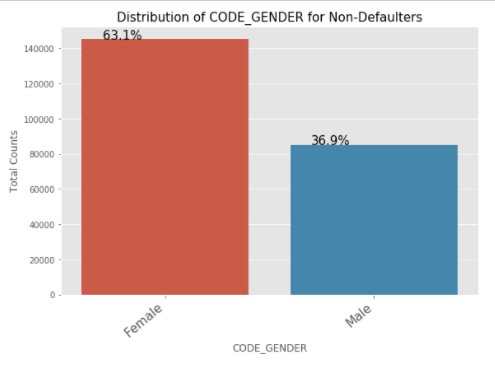 Distribution of CODE_GENDER for Non-Defaulters
63.1%
36.9%
140000
120000
100000
80000
60000
40000
20000
0
Total Counts
Female
Male
CODE_GENDER